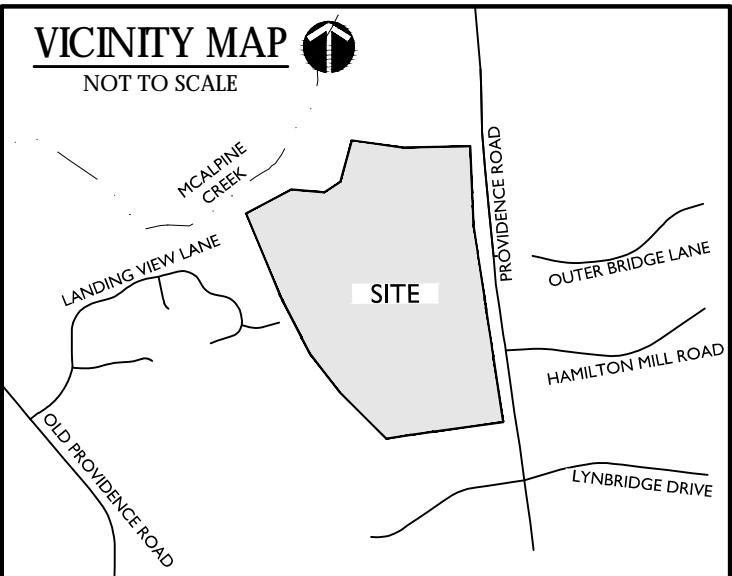 VICINITY MAP
NOT TO SCALE
MCALPINE
CREEK
PROVIDENCE ROAD
LANDING VIEW LANE
OUTER BRIDGE LANE
SITE
HAMILTON MILL ROAD
OLD PROVIDENCE ROAD
LYNBRIDGE DRIVE